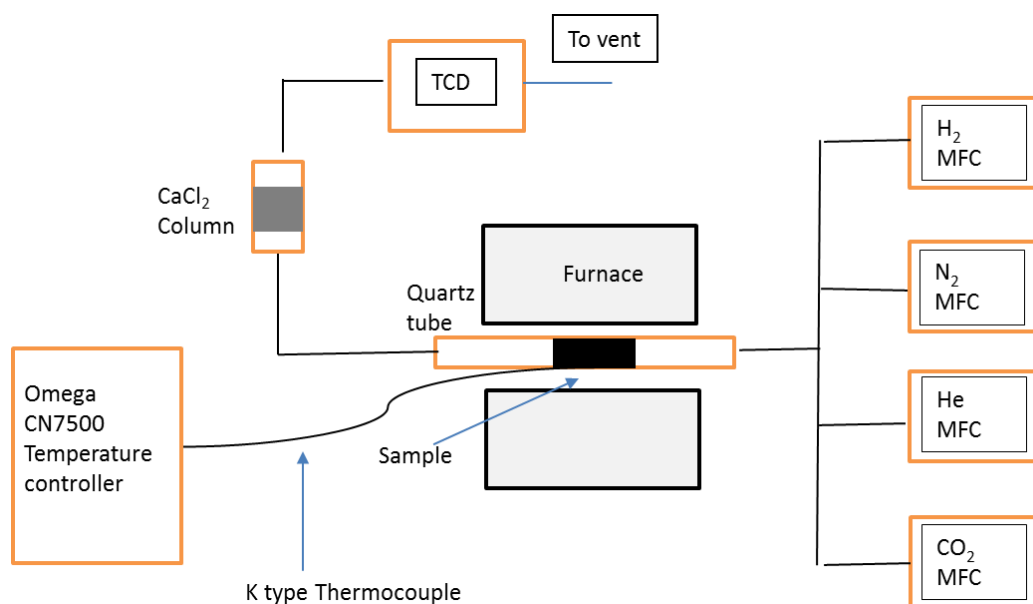 To vent
TCD
H₂
MFC
CaCl₂
Column
N₂
MFC
Furnace
Quartz
tube
Omega
CN7500
Temperature
controller
He
MFC
Sample
CO₂
MFC
K type Thermocouple